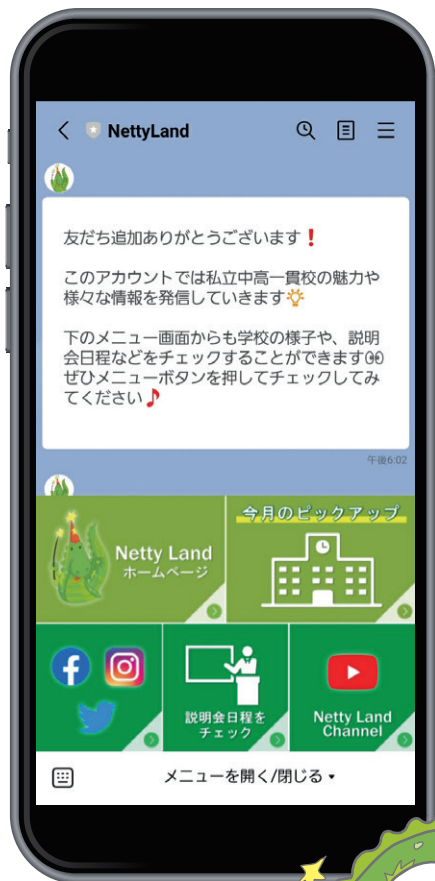 NettyLand
友だち追加ありがとうございます❗
このアカウントでは私立中高一貫校の魅力や
様々な情報を発信していきます💡
下のメニュー画面からも学校の様子や、説明
会日程などをチェックすることができます👀
ぜひメニューボタンを押してチェックしてみ
てください🎵
午後6:02
Netty Land
ホームページ
今月のピックアップ
説明会日程を
チェック
Netty Land
Channel
メニューを開く/閉じる▼